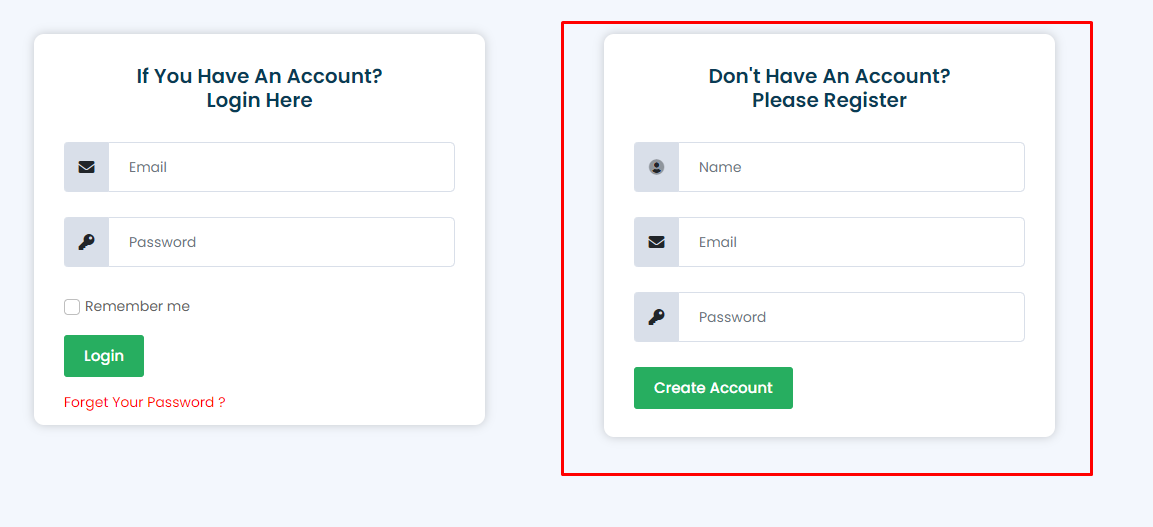 If You Have An Account?
Login Here
Email
Password
Remember me
Login
Forget Your Password ?
Don't Have An Account?
Please Register
Name
Email
Password
Create Account